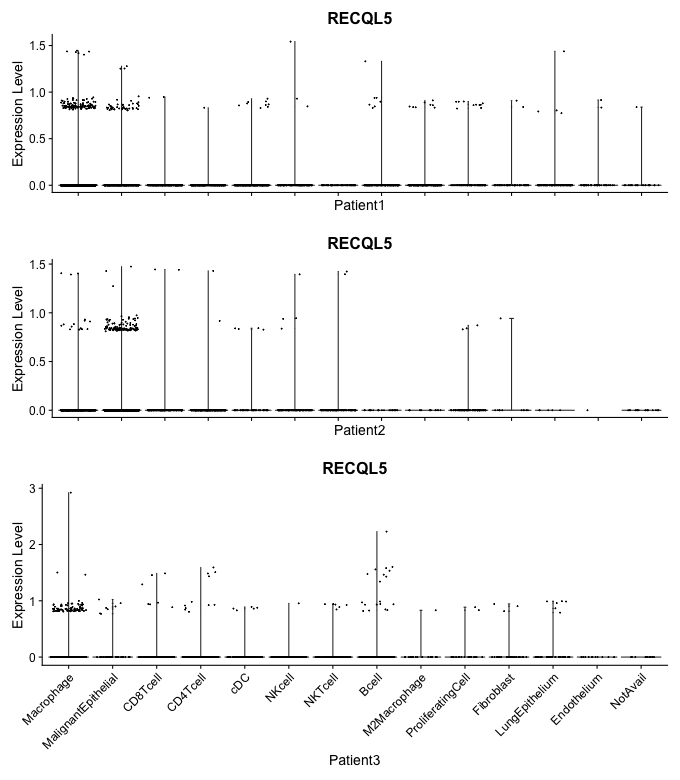 RECQL5
Expression Level
1.5
1.0
0.5
0.0
Patient1
RECQL5
Expression Level
1.5
1.0
0.5
0.0
Patient2
RECQL5
Expression Level
3
2
1
0
Macrophage
MalignantEpithelial
CD8Tcell
CD4Tcell
cDC
NKcell
NKTcell
Bcell
M2Macrophage
ProliferatingCell
Fibroblast
LungEpithelium
Endothelium
NotAvail
Patient3